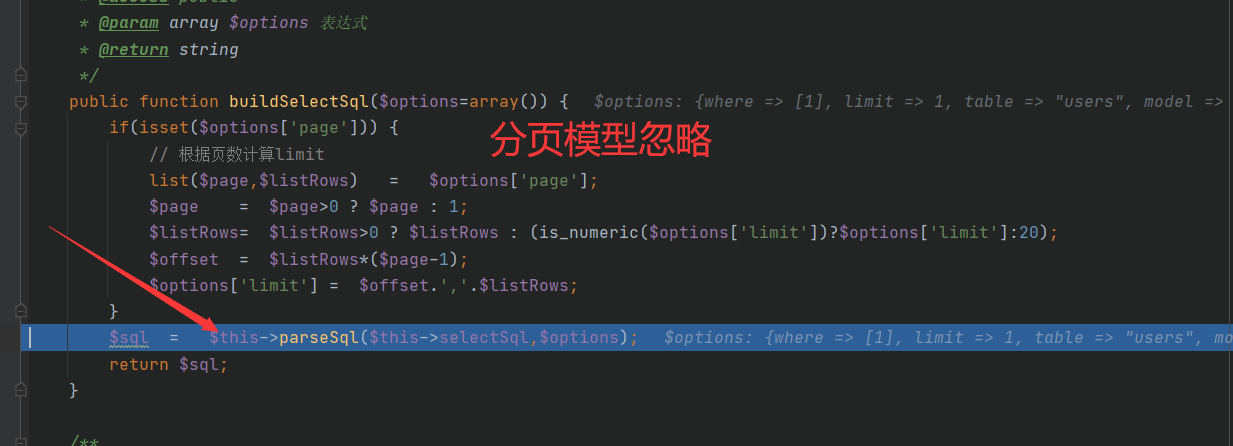 * @param array $options 表达式
* @return string
*/
public function buildSelectSql($options=array()) { $options: {where => [1], limit => 1, table => "users", model =>
if(isset($options['page'])) {
分页模型忽略
// 根据页数计算limit
list($page,$listRows) = $options['page'];
$page = $page>0 ? $page : 1;
$listRows= $listRows>0 ? $listRows : (is_numeric($options['limit'])?$options['limit']:20);
$offset = $listRows*($page-1);
$options['limit'] = $offset.','.$listRows;
}
$sql = $this->parseSql($this->selectSql,$options); $options: {where => [1], limit => 1, table => "users", mo
return $sql;
}
/**